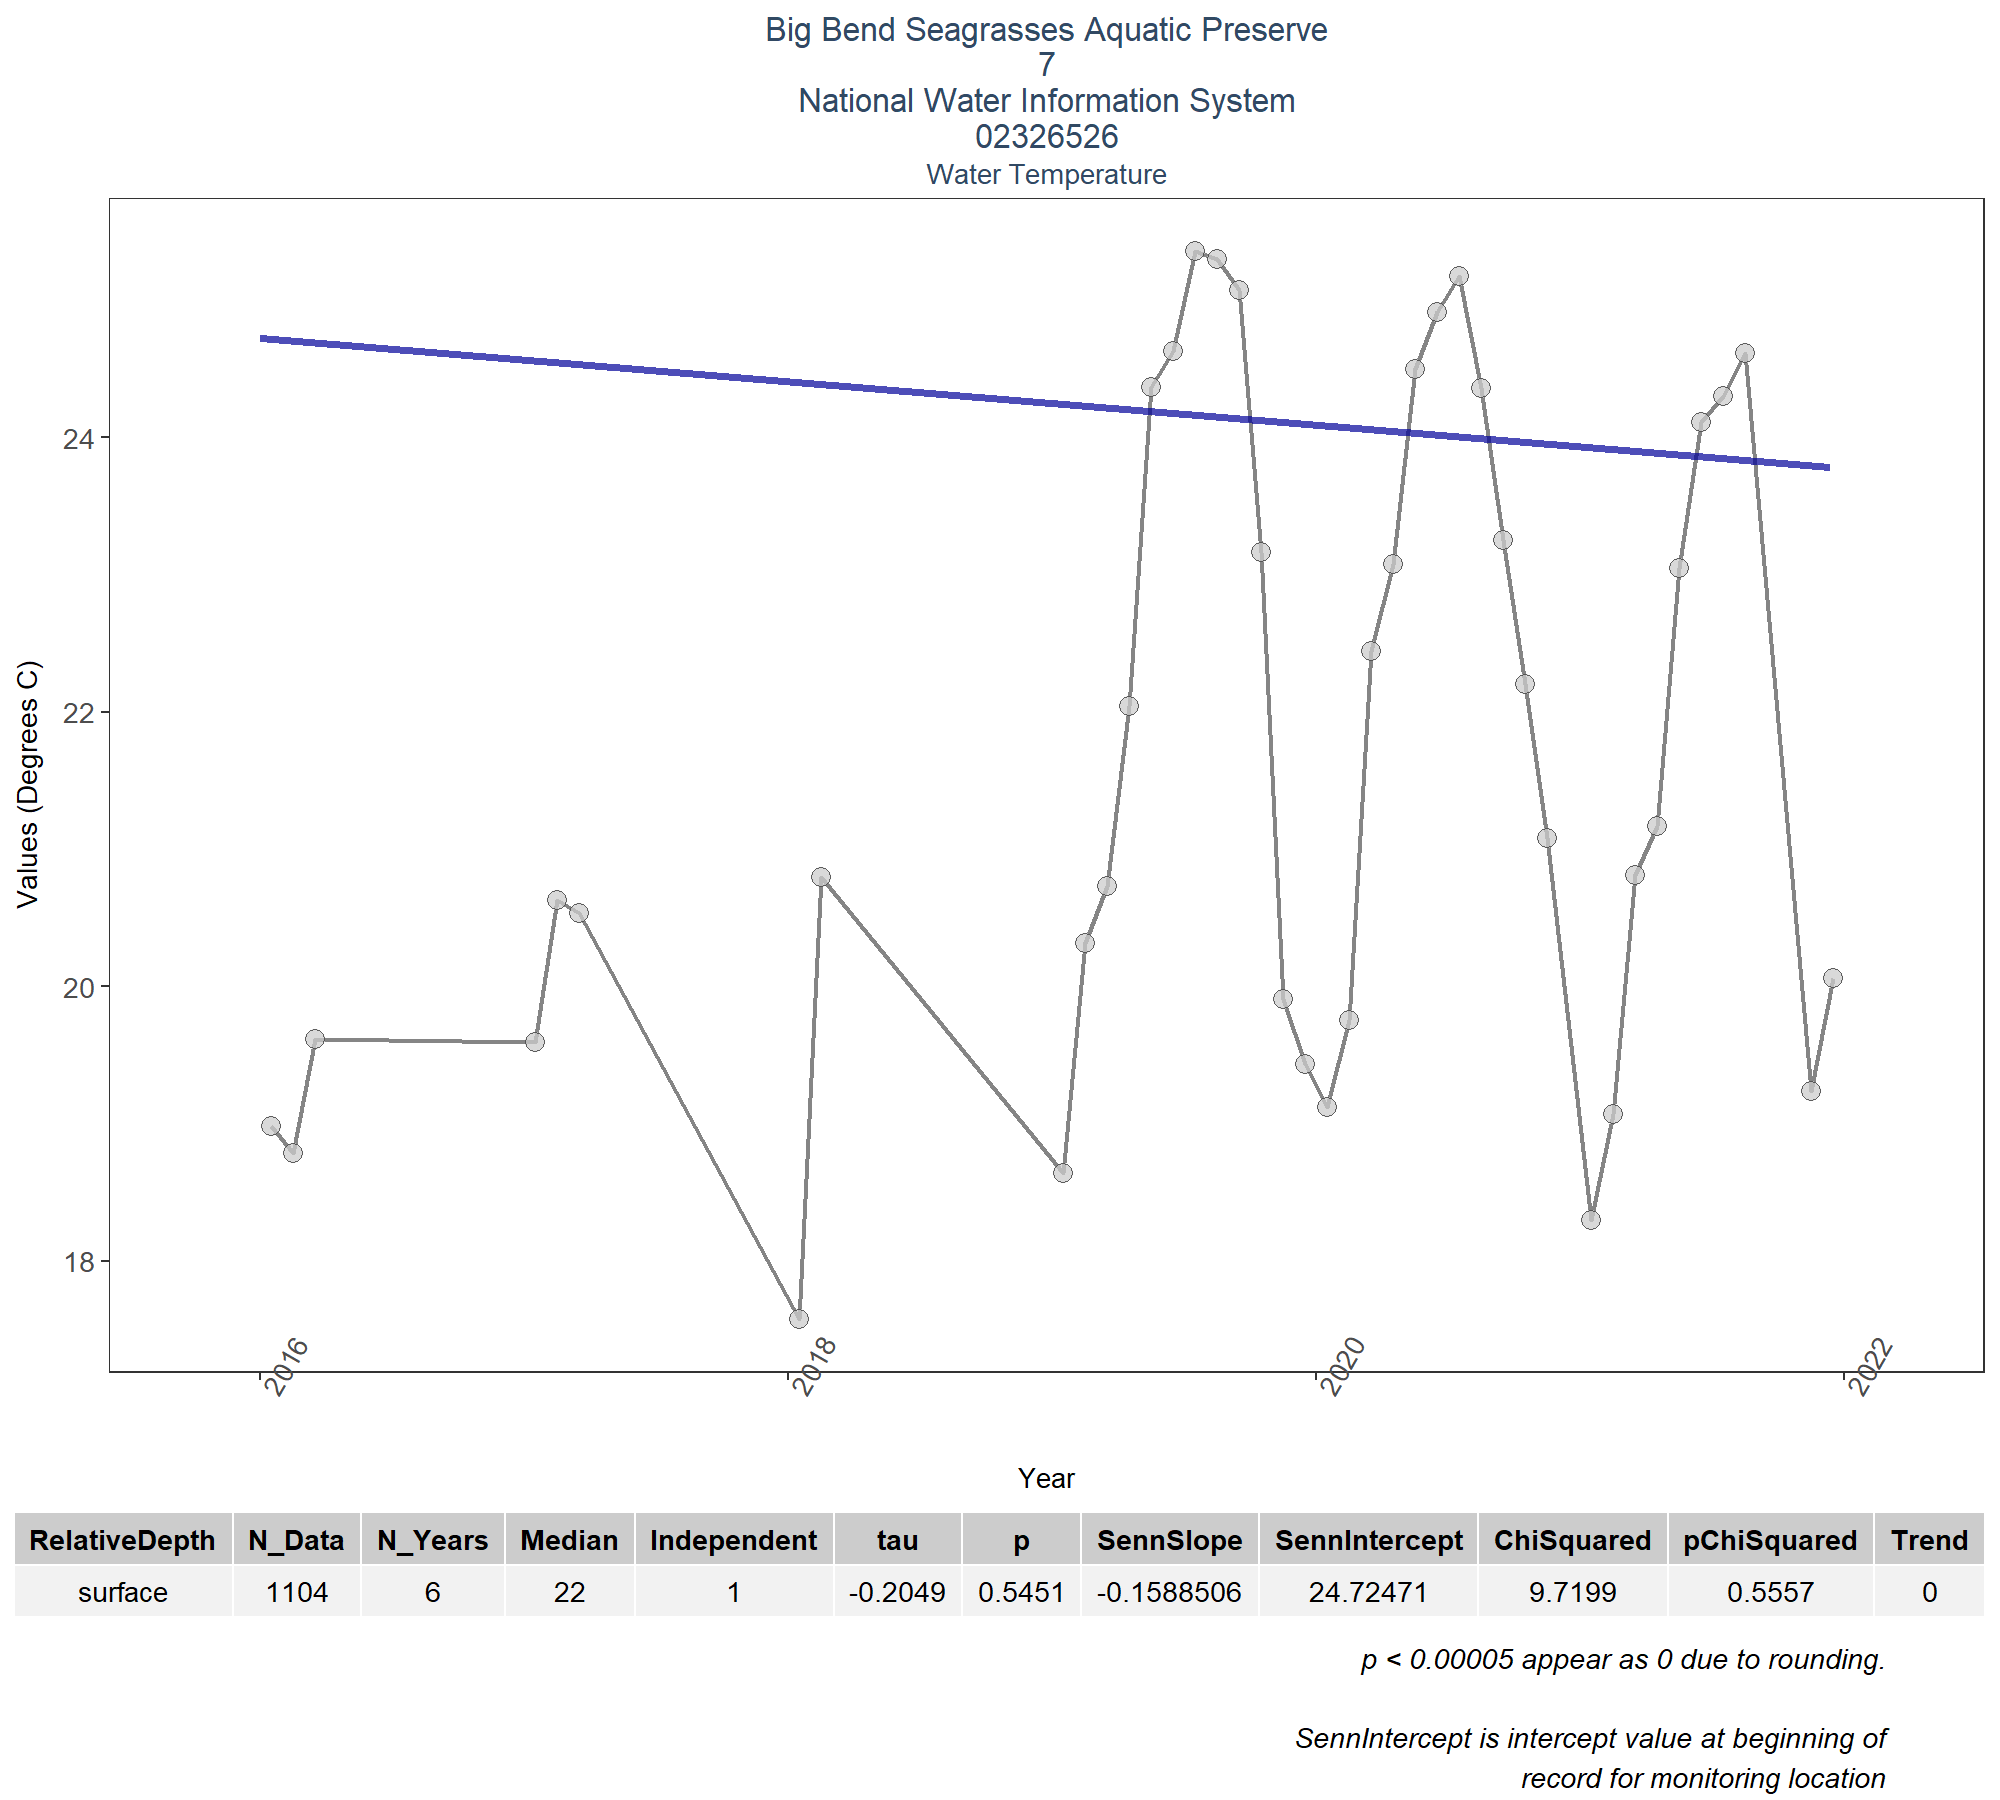 Big Bend Seagrasses Aquatic Preserve
7
National Water Information System
02326526
Water Temperature
Values (Degrees C)
24
22
20
18
2016
2018
2020
2022
Year
RelativeDepth N_Data N_Years Median Independent tau p SennSlope SennIntercept ChiSquared pChiSquared Trend
surface 1104 6 22 1 -0.2049 0.5451 -0.1588506 24.72471 9.7199 0.5557 0
p < 0.00005 appear as 0 due to rounding.
SennIntercept is intercept value at beginning of
record for monitoring location